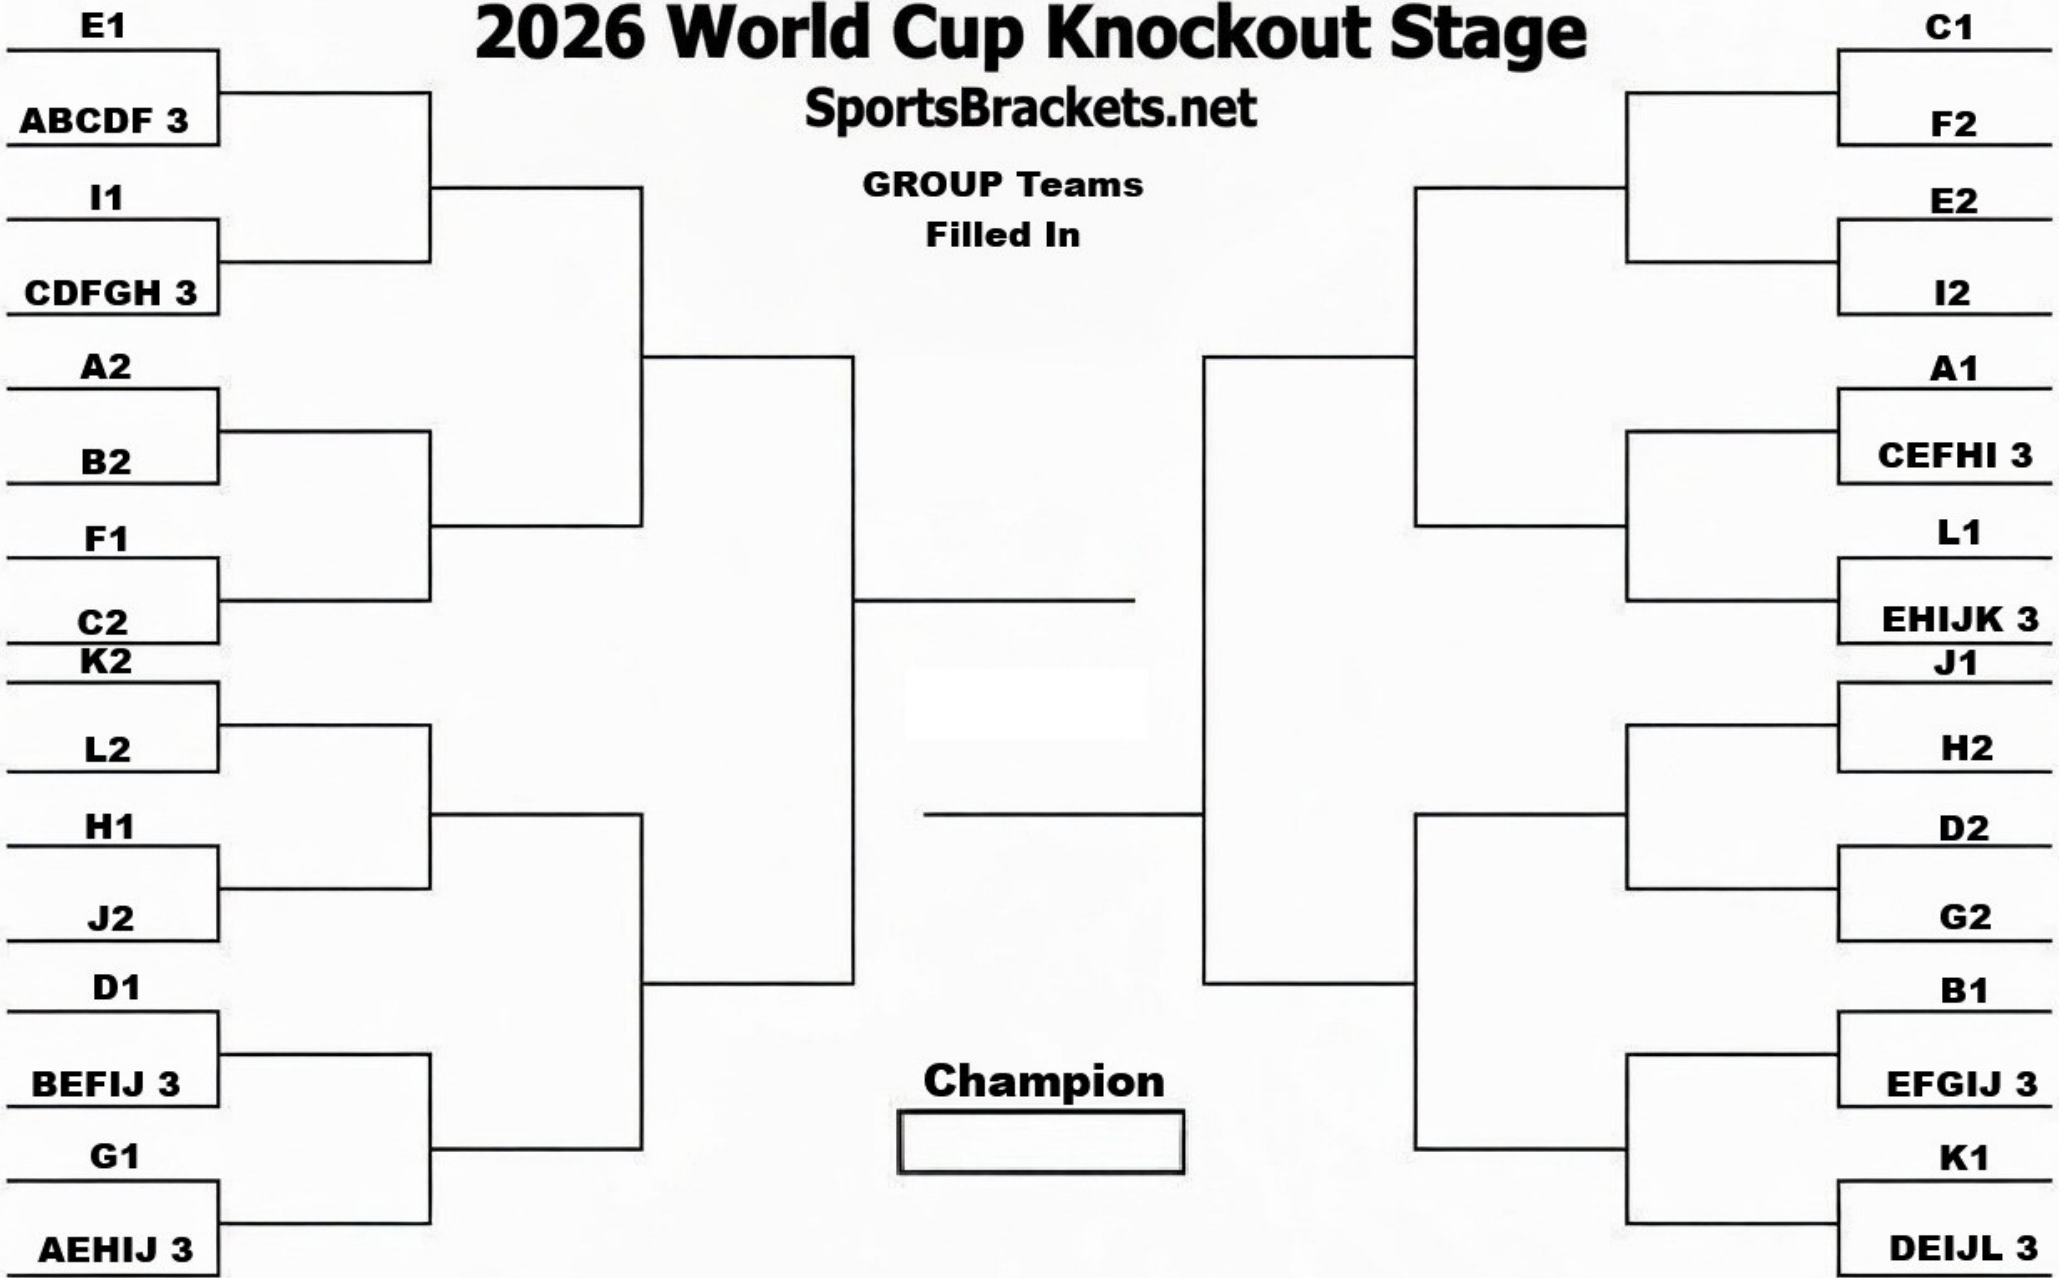 2026 World Cup Knockout Stage
SportsBrackets.net
GROUP Teams
Filled In
E1
ABCDF 3
I1
CDFGH 3
A2
B2
F1
C2
K2
L2
H1
J2
D1
BEFIJ 3
G1
AEHIJ 3
C1
F2
E2
I2
A1
CEFHI 3
L1
EHIJK 3
J1
H2
D2
G2
B1
EFGIJ 3
K1
DEIJL 3
Champion